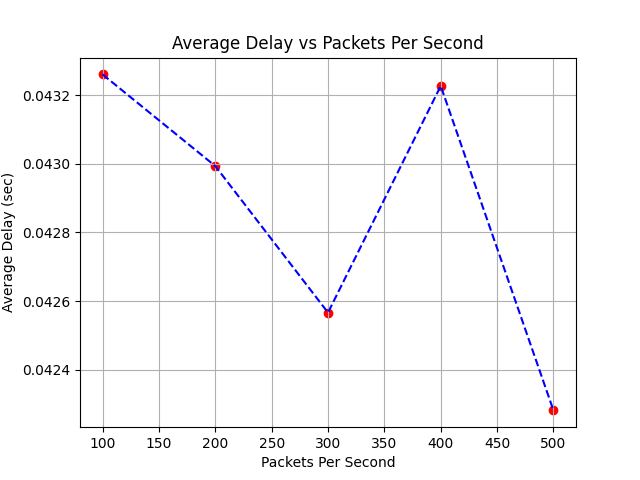 Average Delay vs Packets Per Second
0.0432
0.0430
0.0428
0.0426
0.0424
Average Delay (sec)
100 150 200 250 300 350 400 450 500
Packets Per Second